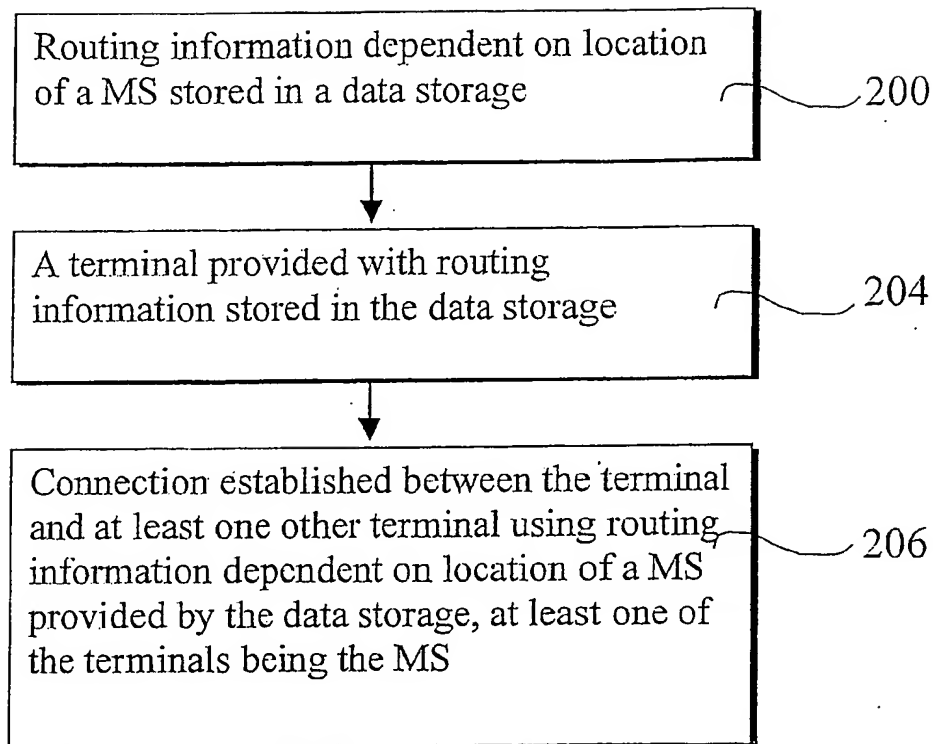 Routing information dependent on location
of a MS stored in a data storage
200
A terminal provided with routing
information stored in the data storage
204
Connection established between the terminal
and at least one other terminal using routing
information dependent on location of a MS
provided by the data storage, at least one of
the terminals being the MS
206